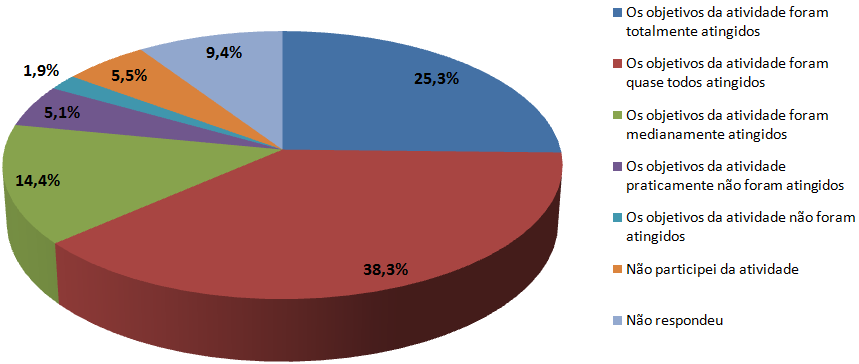 9,4%
25,3%
5,5%
1,9%
5,1%
14,4%
38,3%
Os objetivos da atividade foram
totalmente atingidos
Os objetivos da atividade foram
quase todos atingidos
Os objetivos da atividade foram
medianamente atingidos
Os objetivos da atividade
praticamente não foram atingidos
Os objetivos da atividade não foram
atingidos
Não participei da atividade
Não respondeu